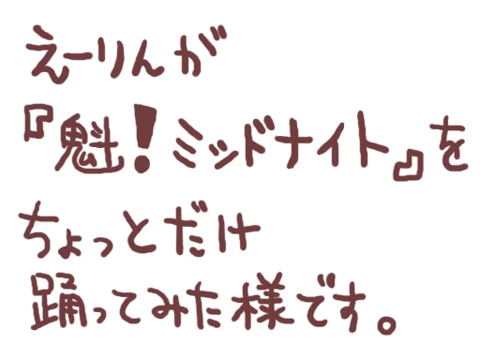 えーりんが
『魁!ミッドナイト』を
ちょっとだけ
踊ってみた様です。